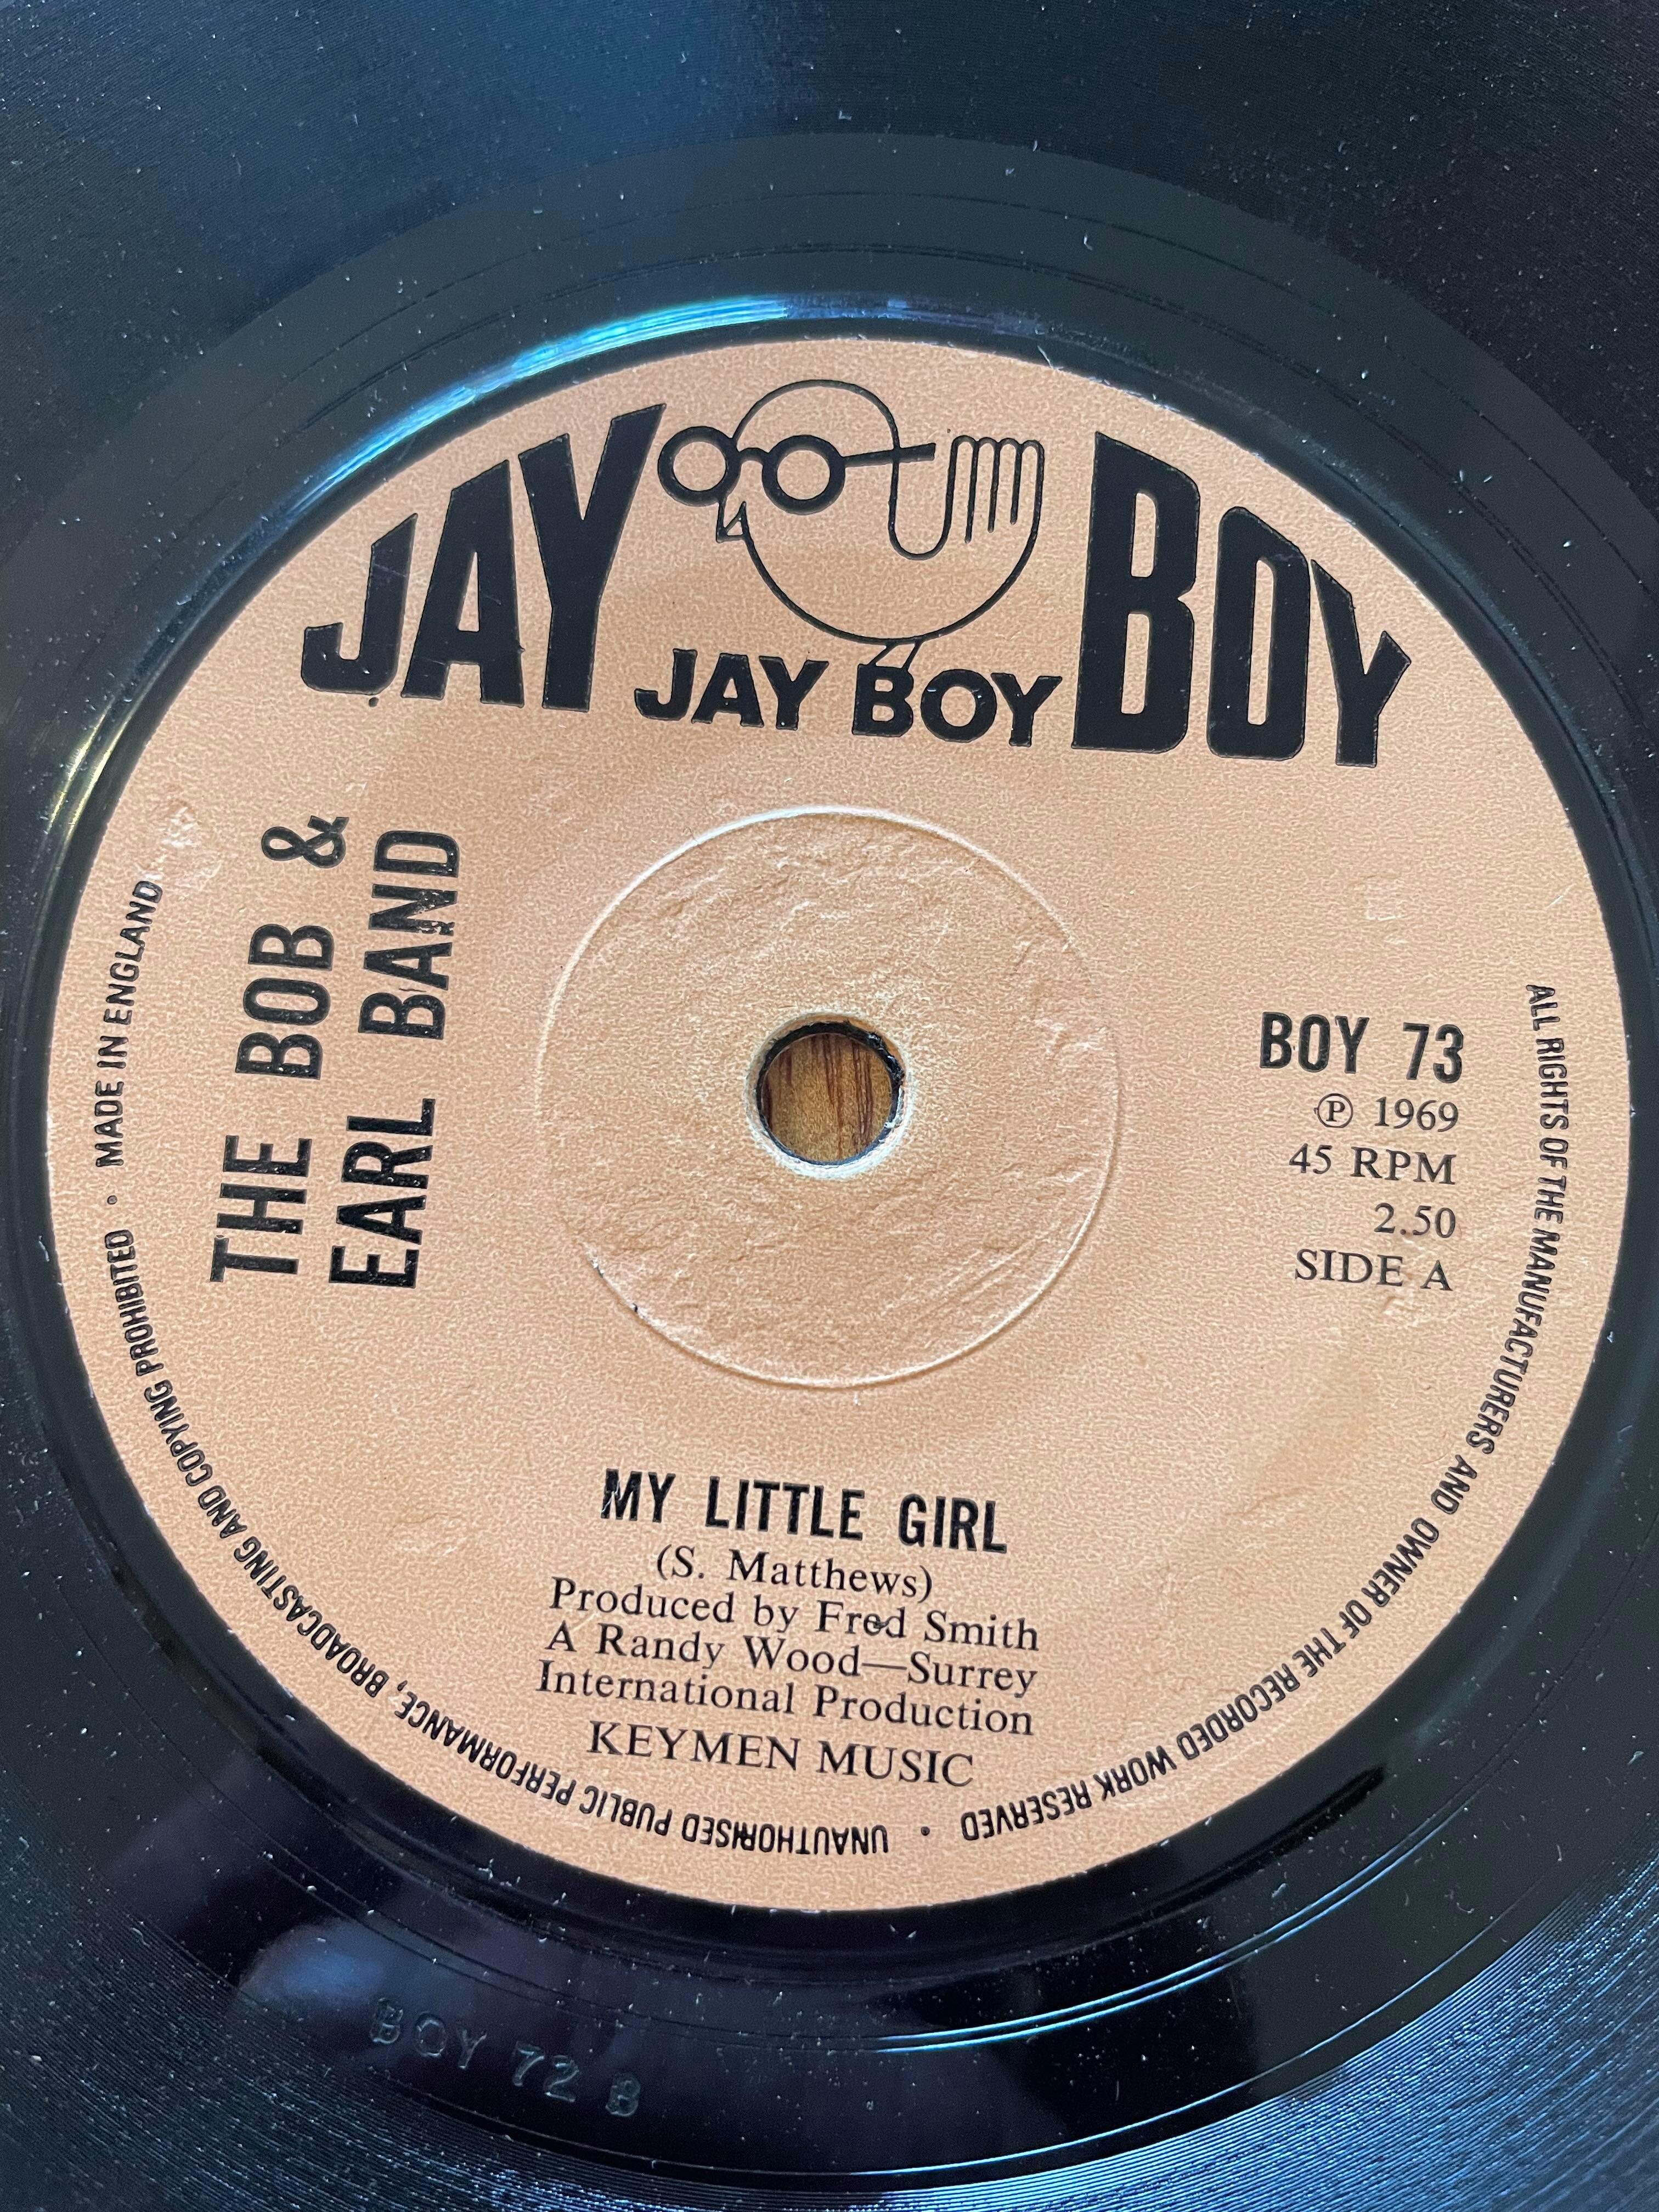 JAY BOY
JAY BOY
THE BOB &
EARL BAND
BOY 73
℗ 1969
45 RPM
2.50
SIDE A
MY LITTLE GIRL
(S. Matthews)
Produced by Fred Smith
A Randy Wood—Surrey
International Production
KEYMEN MUSIC
ALL RIGHTS OF THE MANUFACTURERS AND OWNER OF THE RECORDED WORK RESERVED • UNAUTHORISED PUBLIC PERFORMANCE, BROADCASTING AND COPYING PROHIBITED • MADE IN ENGLAND
BOY 72 B